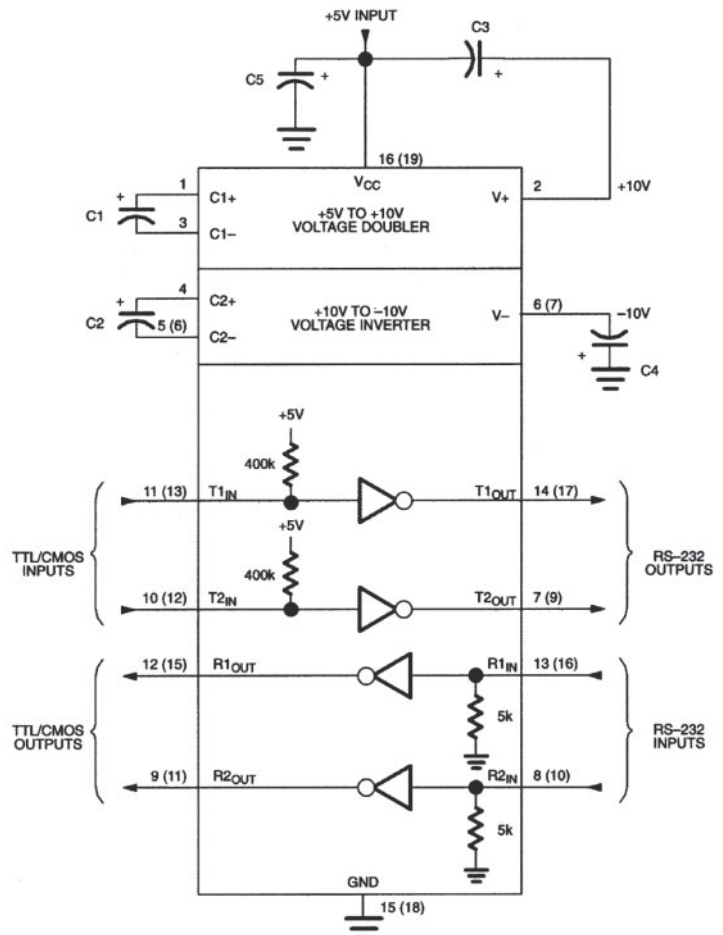 +5V INPUT
C3
C5
+
+
16 (19)
VCC
1
C1+
V+
2
+10V
+
C1
+5V TO +10V
VOLTAGE DOUBLER
3
C1–
4
C2+
+
C2
+10V TO –10V
VOLTAGE INVERTER
V–
6 (7)
–10V
5 (6)
C2–
+
C4
+5V
400k
11 (13)
T1IN
T1OUT
14 (17)
+5V
TTL/CMOS
INPUTS
RS–232
OUTPUTS
400k
10 (12)
T2IN
T2OUT
7 (9)
12 (15)
R1OUT
R1IN
13 (16)
5k
TTL/CMOS
OUTPUTS
RS–232
INPUTS
9 (11)
R2OUT
R2IN
8 (10)
5k
GND
15 (18)